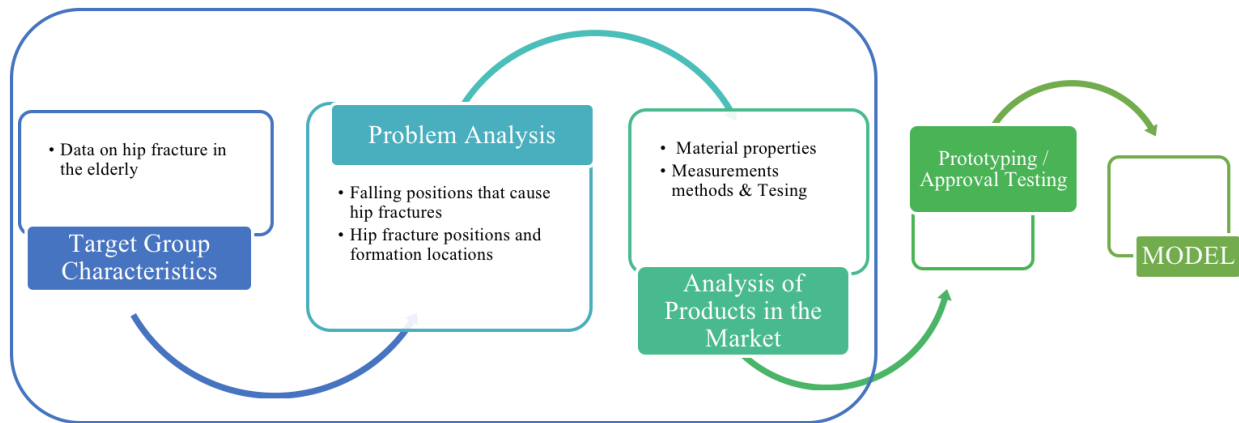 • Data on hip fracture in
the elderly
Target Group
Characteristics
Problem Analysis
• Falling positions that cause
hip fractures
• Hip fracture positions and
formation locations
• Material properties
• Measurements
methods & Tesing
Analysis of
Products in the
Market
Prototyping /
Approval Testing
MODEL